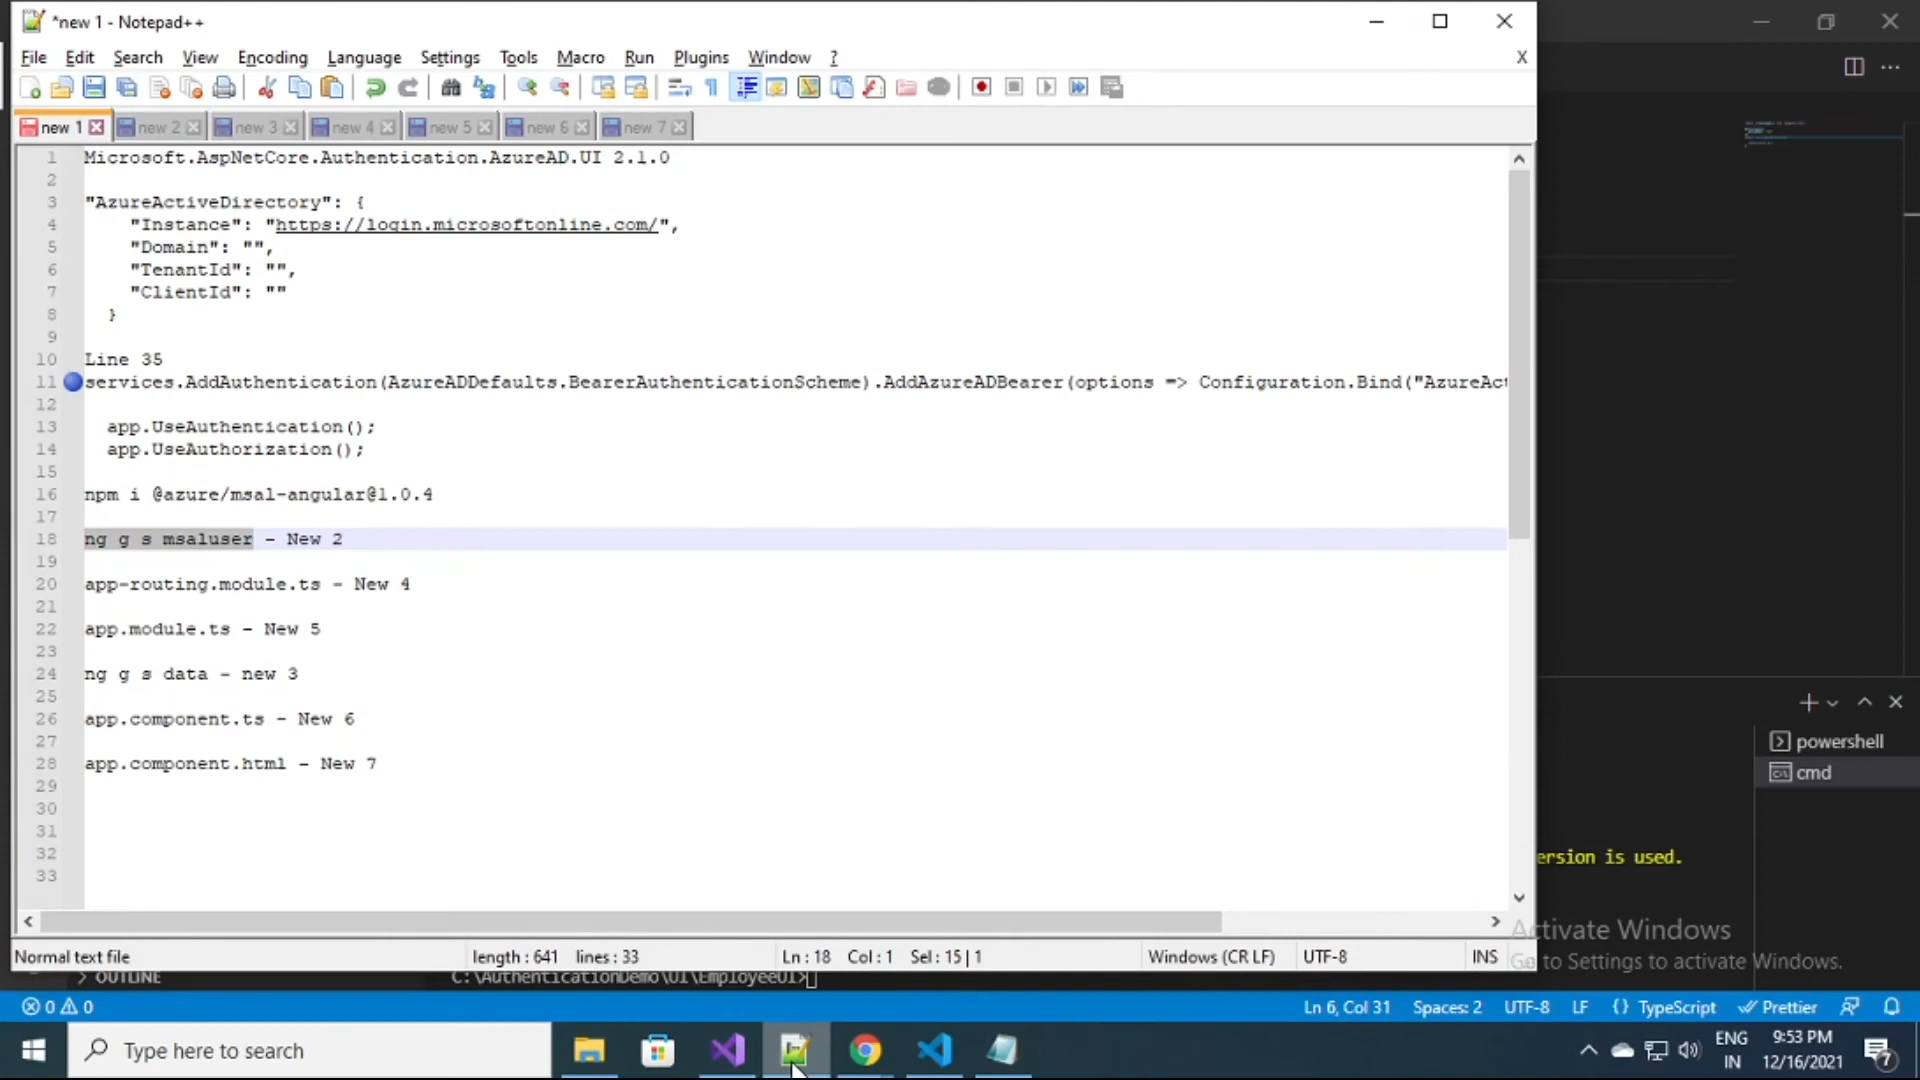 *new 1 - Notepad++
File Edit Search View Encoding Language Settings Tools Macro Run Plugins Window ? X
new 1 new 2 new 3 new 4 new 5 new 6 new 7
1 Microsoft.AspNetCore.Authentication.AzureAD.UI 2.1.0
2
3 "AzureActiveDirectory": {
4 "Instance": "https://login.microsoftonline.com/",
5 "Domain": "",
6 "TenantId": "",
7 "ClientId": ""
8 }
9
10 Line 35
11 services.AddAuthentication(AzureADDefaults.BearerAuthenticationScheme).AddAzureADBearer(options => Configuration.Bind("AzureAct
12
13 app.UseAuthentication();
14 app.UseAuthorization();
15
16 npm i @azure/msal-angular@1.0.4
17
18 ng g s msaluser - New 2
19
20 app-routing.module.ts - New 4
21
22 app.module.ts - New 5
23
24 ng g s data - new 3
25
26 app.component.ts - New 6
27
28 app.component.html - New 7
29
30
31
32
33
powershell
cmd
ersion is used.
Activate Windows
Go to Settings to activate Windows.
Normal text file length : 641 lines : 33 Ln : 18 Col : 1 Sel : 15 | 1 Windows (CR LF) UTF-8 INS
OUTLINE C:\AuthenticationDemo\UI\EmployeeUI>
0 0 Ln 6, Col 31 Spaces: 2 UTF-8 LF {} TypeScript Prettier
Type here to search
ENG
IN
9:53 PM
12/16/2021
7